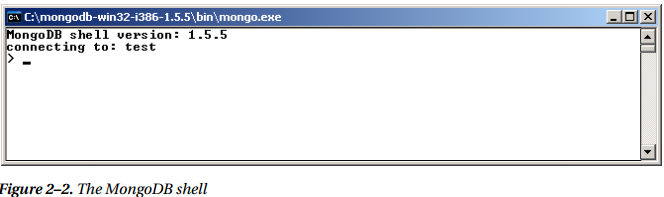 C:\mongodb-win32-i386-1.5.5\bin\mongo.exe
MongoDB shell version: 1.5.5
connecting to: test
> _
Figure 2–2. The MongoDB shell